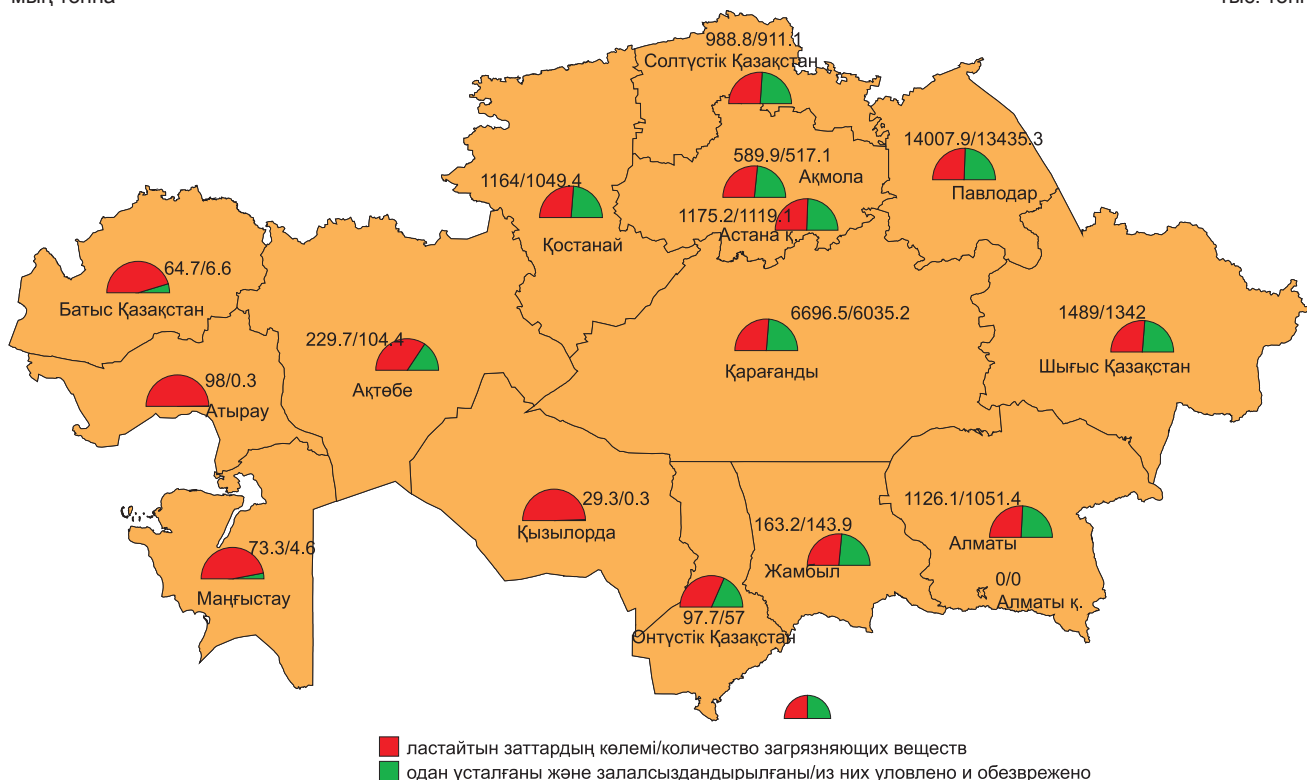 мың тонна
988.8/911.1
Солтүстік Қазақстан
14007.9/13435.3
Павлодар
589.9/517.1
Ақмола
1164/1049.4
Қостанай
1175.2/1119.1
Астана қ.
64.7/6.6
Батыс Қазақстан
229.7/104.4
Ақтөбе
6696.5/6035.2
Қарағанды
1489/1342
Шығыс Қазақстан
98/0.3
Атырау
29.3/0.3
Қызылорда
163.2/143.9
Жамбыл
1126.1/1051.4
Алматы
73.3/4.6
Маңғыстау
0/0
Алматы қ.
97.7/57
Оңтүстік Қазақстан
ластайтын заттардың көлемі/количество загрязняющих веществ
одан ұсталғаны және залалсыздандырылғаны/из них уловлено и обезврежено